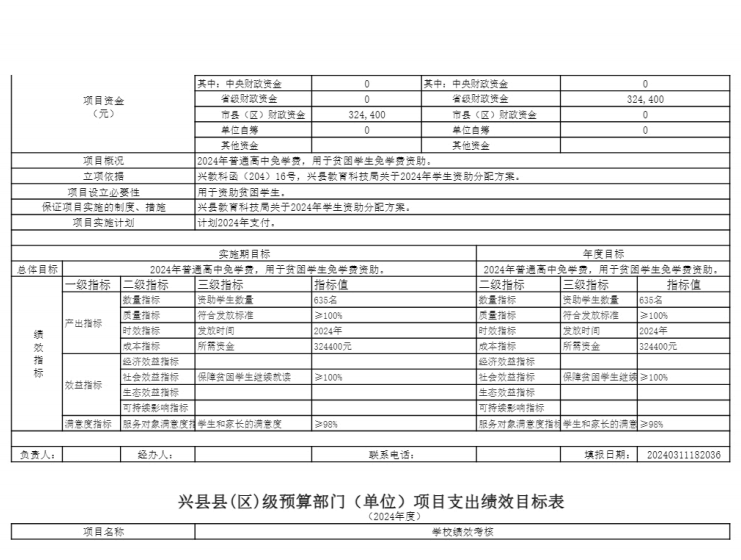 项目资金
（元）
其中：中央财政资金 0 其中：中央财政资金 0
省级财政资金 0 省级财政资金 324,400
市县（区）财政资金 324,400 市县（区）财政资金 0
单位自筹 0 单位自筹 0
其他资金 其他资金
项目概况 2024年普通高中免学费，用于贫困学生免学费资助。
立项依据 兴教科函（204）16号，兴县教育科技局关于2024年学生资助分配方案。
项目设立必要性 用于资助贫困学生。
保证项目实施的制度、措施 兴县教育科技局关于2024年学生资助分配方案。
项目实施计划 计划2024年支付。
实施期目标 年度目标
总体目标 2024年普通高中免学费，用于贫困学生免学费资助。 2024年普通高中免学费，用于贫困学生免学费资助。
绩效指标
一级指标 二级指标 三级指标 指标值 二级指标 三级指标 指标值
产出指标
数量指标 资助学生数量 635名 数量指标 资助学生数量 635名
质量指标 符合发放标准 ≥100% 质量指标 符合发放标准 ≥100%
时效指标 发放时间 2024年 时效指标 发放时间 2024年
成本指标 所需资金 324400元 成本指标 所需资金 324400元
效益指标
经济效益指标 经济效益指标
社会效益指标 保障贫困学生继续就读 ≥100% 社会效益指标 保障贫困学生继续 ≥100%
生态效益指标 生态效益指标
可持续影响指标 可持续影响指标
满意度指标 服务对象满意度指 学生和家长的满意度 ≥98% 服务对象满意度指标 学生和家长的满意 ≥98%
负责人： 经办人： 联系电话： 填报日期： 20240311182036
兴县县(区)级预算部门（单位）项目支出绩效目标表
（2024年度）
项目名称 学校绩效考核